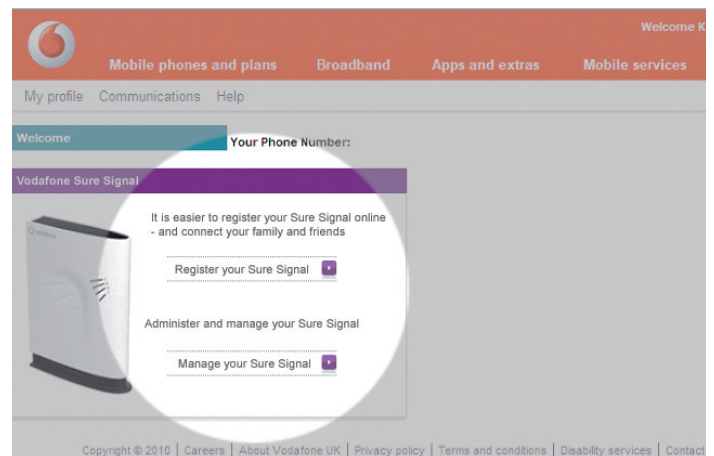 Welcome K
Mobile phones and plans Broadband Apps and extras Mobile services
My profile Communications Help
Welcome
Your Phone Number:
Vodafone Sure Signal
It is easier to register your Sure Signal online
- and connect your family and friends
vodafone
Register your Sure Signal
Administer and manage your Sure Signal
Manage your Sure Signal
Copyright © 2010 | Careers | About Vodafone UK | Privacy policy | Terms and conditions | Disability services | Contact